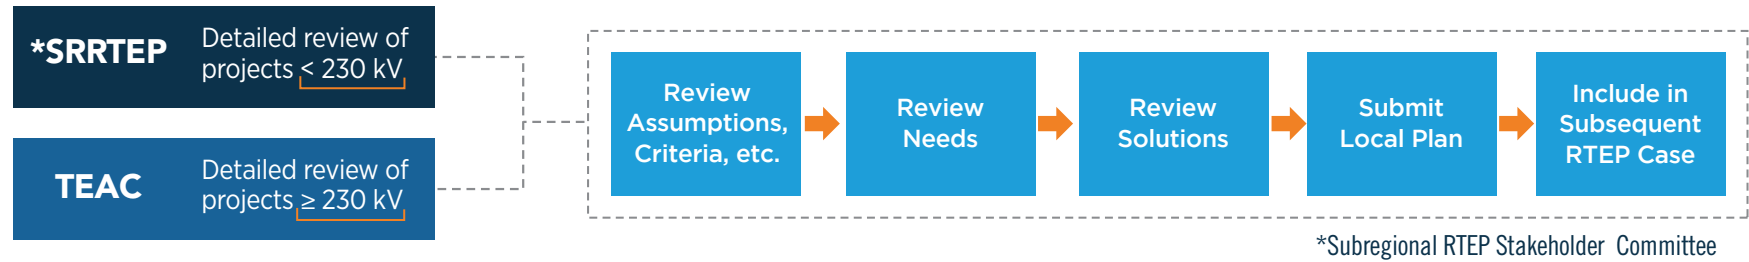 *SRRTEP
Detailed review of
projects < 230 kV
TEAC
Detailed review of
projects ≥ 230 kV
Review
Assumptions,
Criteria, etc.
Review
Needs
Review
Solutions
Submit
Local Plan
Include in
Subsequent
RTEP Case
*Subregional RTEP Stakeholder Committee